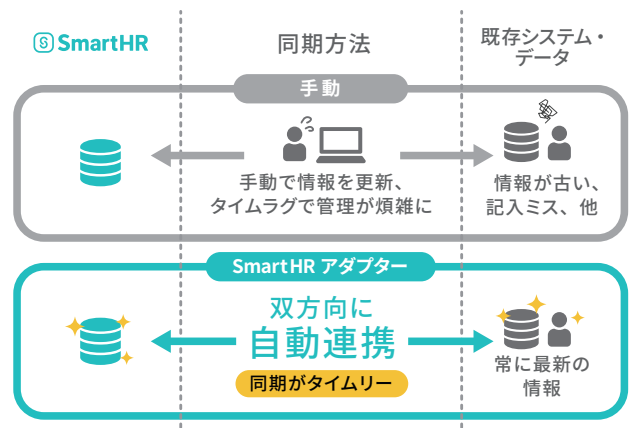 SmartHR
同期方法
既存システム・
データ
手動
手動で情報を更新、
タイムラグで管理が煩雑に
情報が古い、
記入ミス、他
SmartHR アダプター
双方向に
自動連携
同期がタイムリー
常に最新の
情報